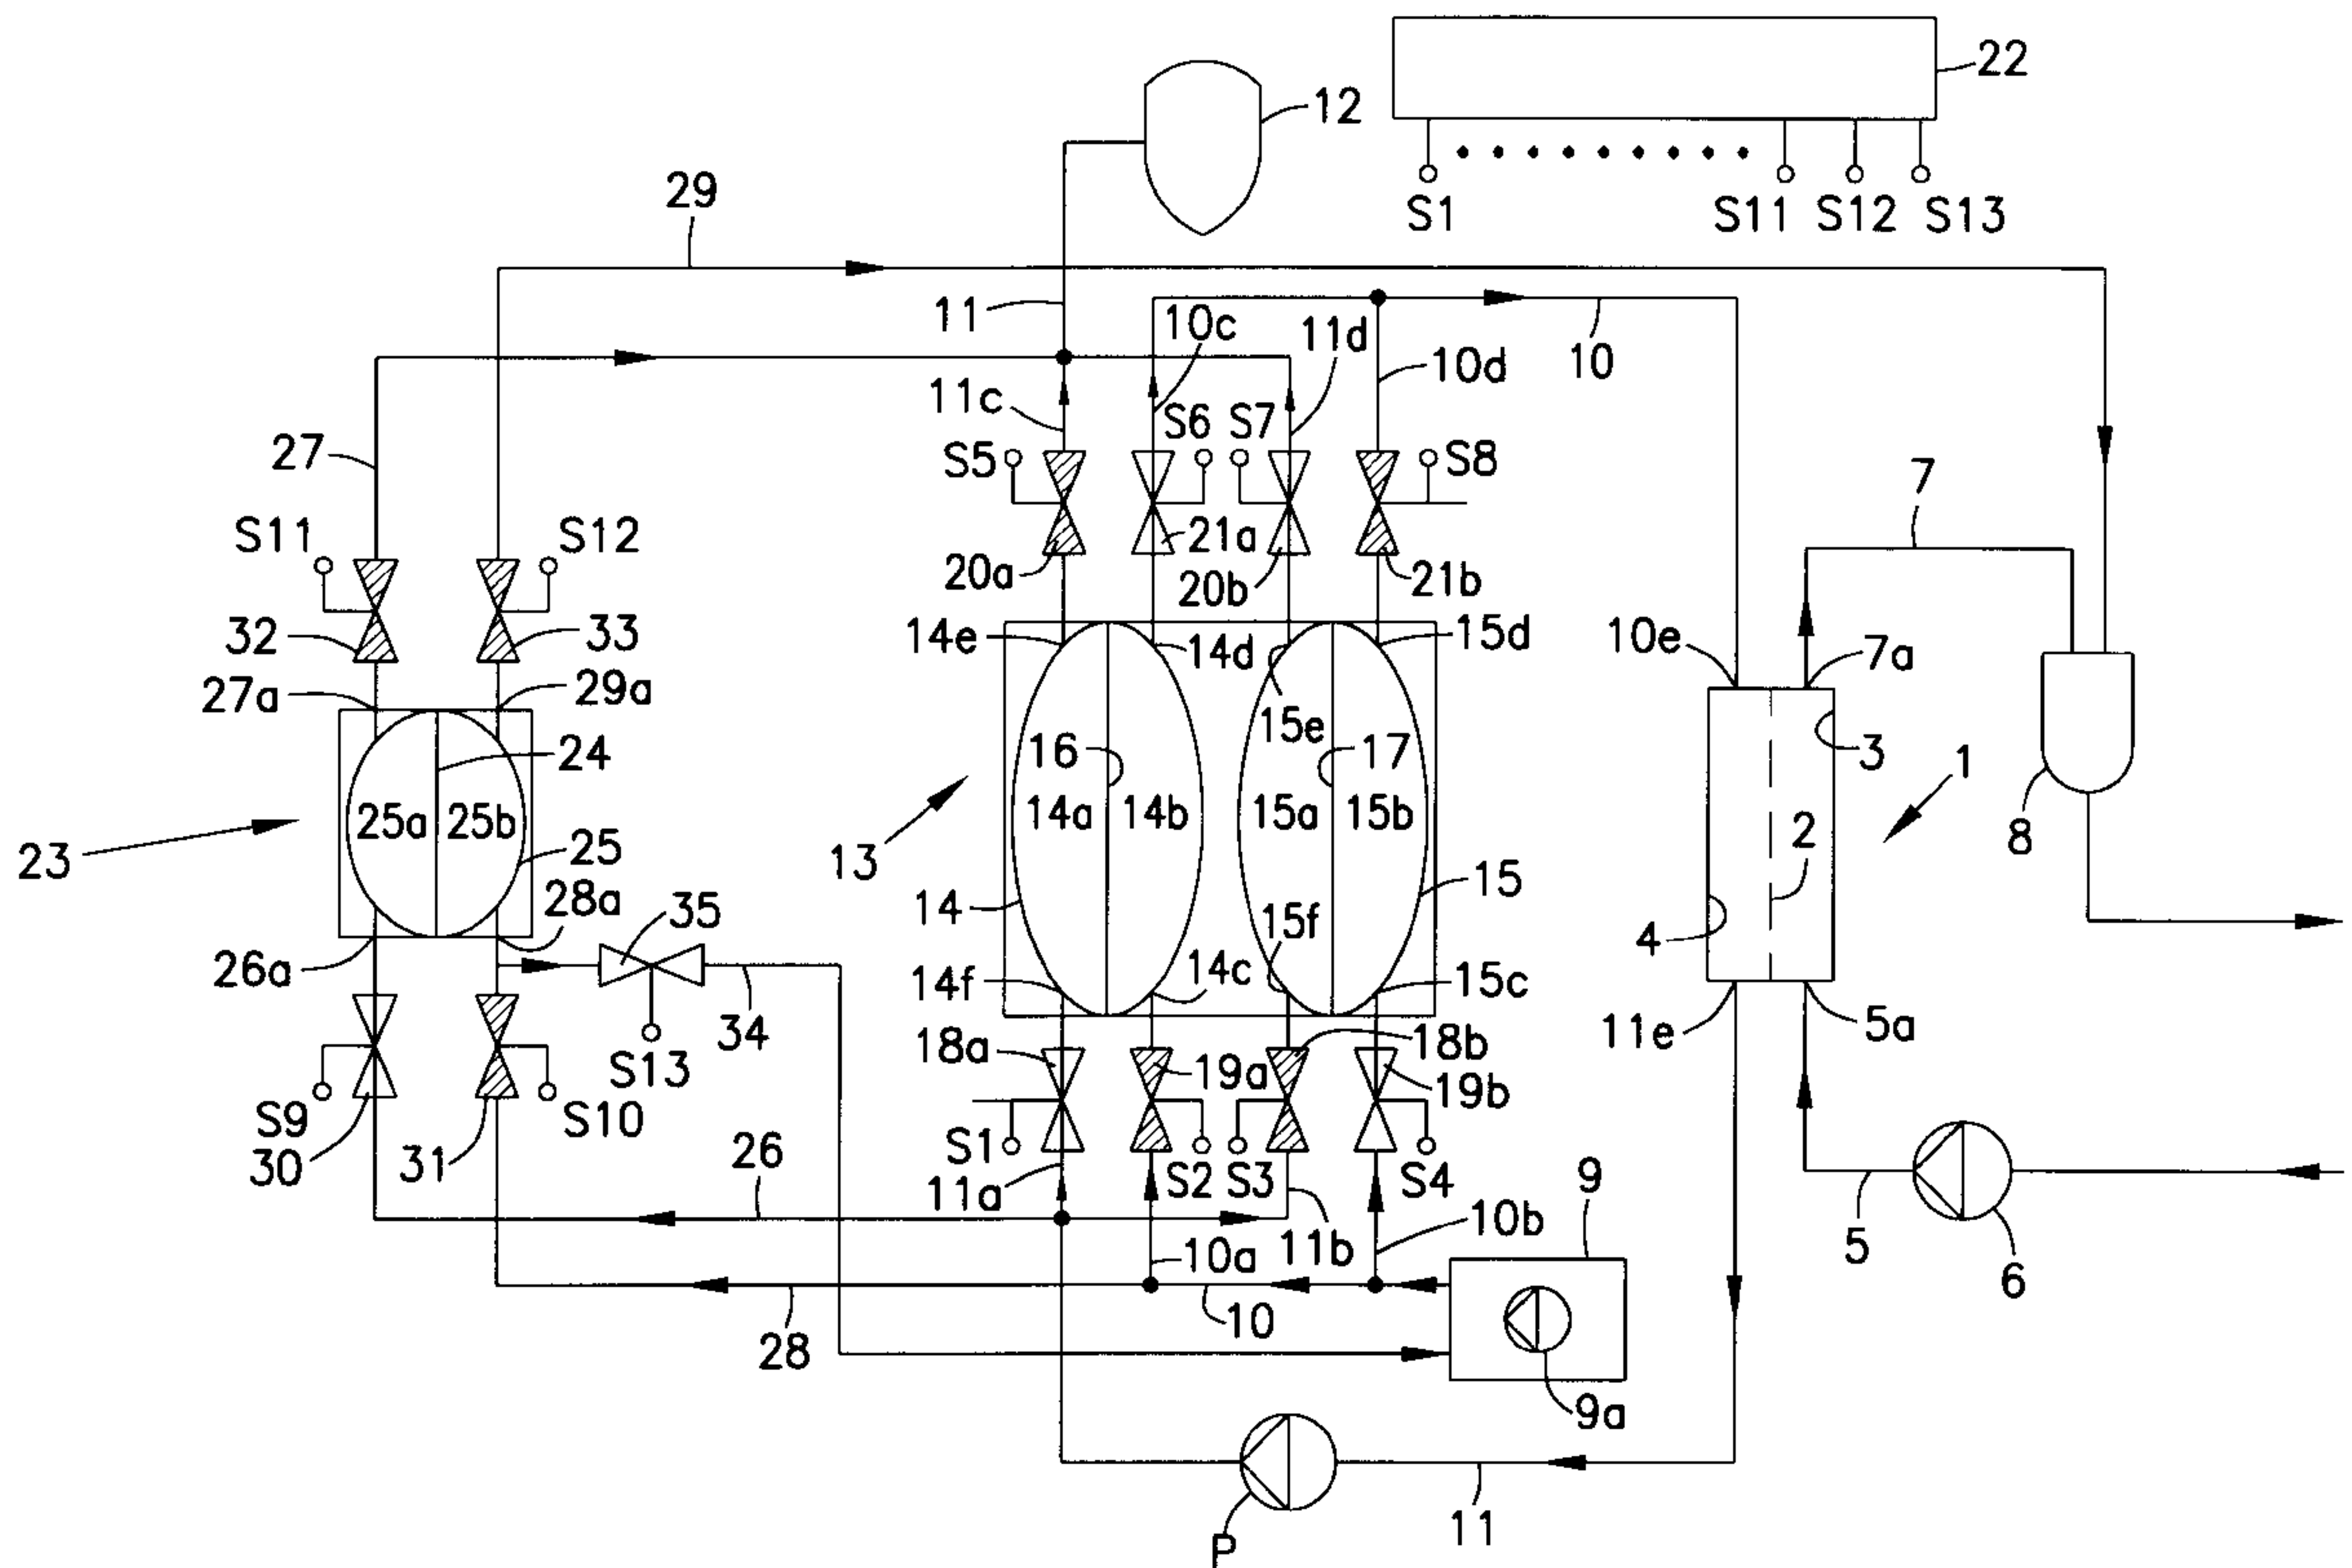 22
12
S1 S11 S12 S13
29
11 10c 11d 10
10d
11c
S6 S7
27 S5 S8
7
S11 S12 21a
20a 20b 21b
32 33
14e 14d 15d 10e 7a
27a 29a
15e
24 16 17 3 1
25a 25b 14a 14b 15a 15b 2
23 25 13 8
28a 35 14 15f 15
4
26a 14f 14c 15c
34 18a 18b 11e 5a
S13 19a 19b
S9 S10
30 31 26 S1 S2 S3 S4 9
11a
10b
10a 11b 5
6
28 10
9a
11
P